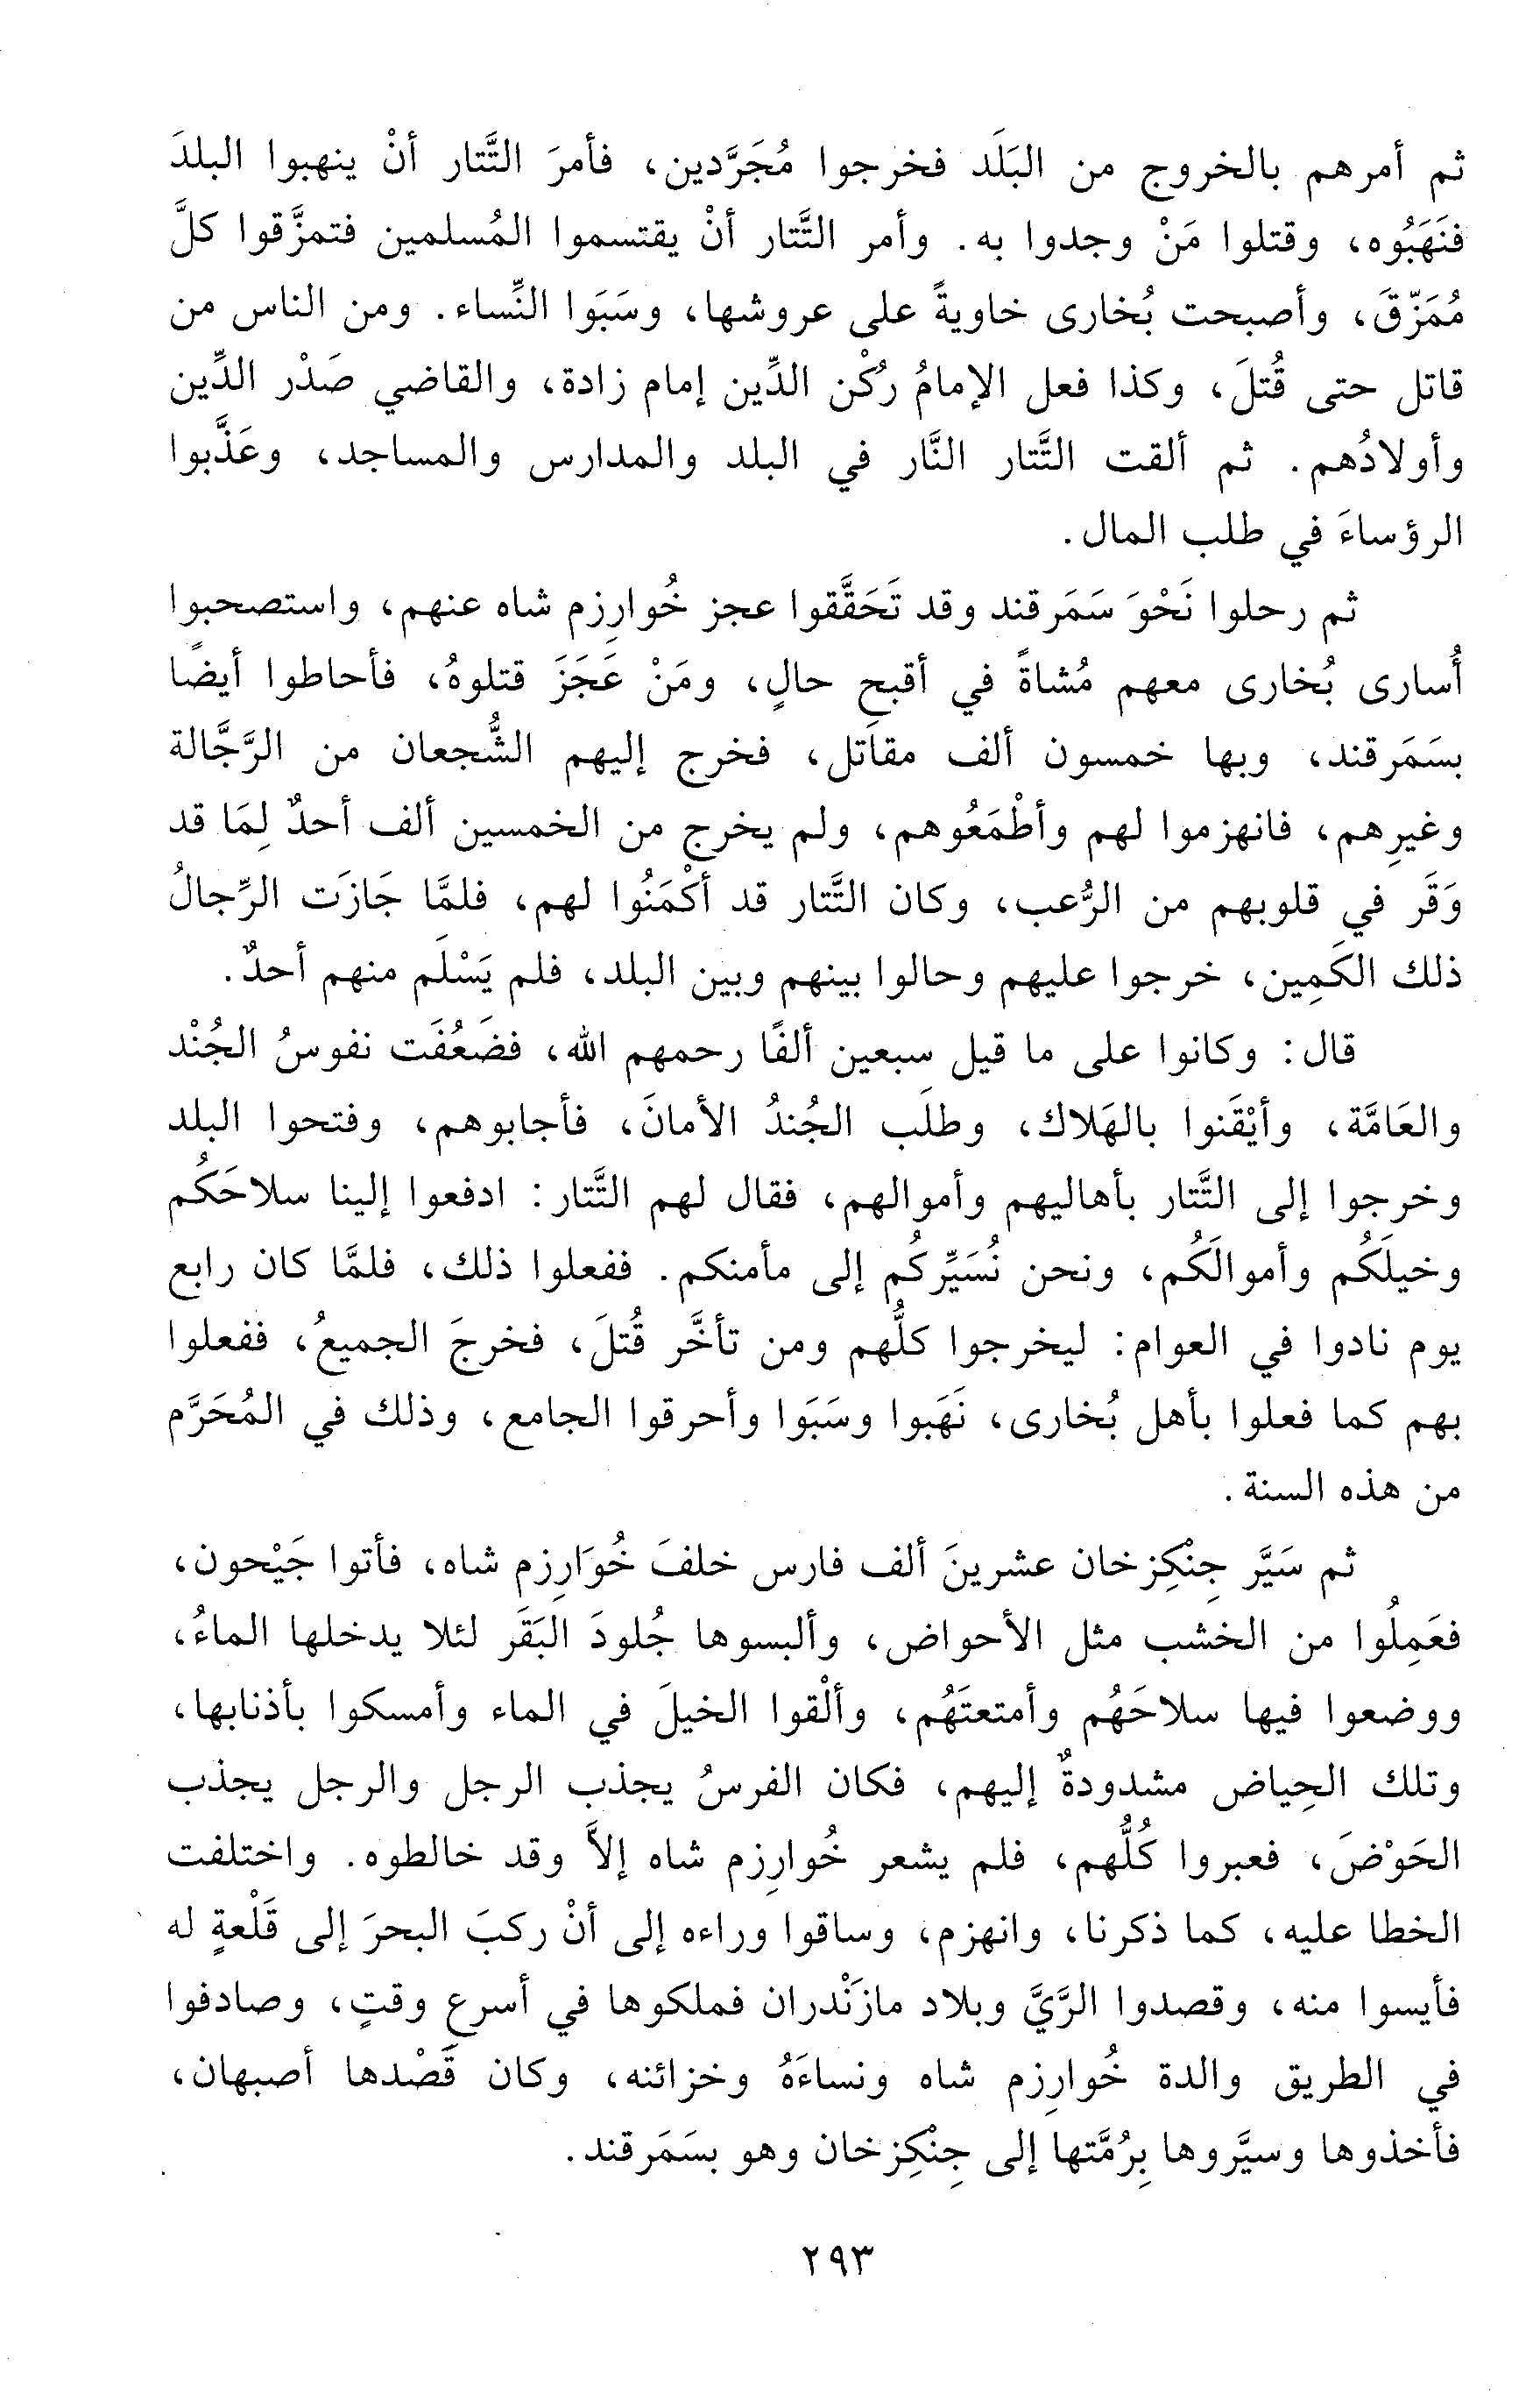 ثم أمرهم بالخروج من البَلَد فخرجوا مُجَرَّدين، فأمرَ التَّتار أنْ ينهبوا البلدَ
فنَهَبُوه، وقتلوا مَنْ وجدوا به. وأمر التَّتار أنْ يقتسموا المُسلمين فتمزَّقوا كلَّ
مُمَزّقَ، وأصبحت بُخارى خاويةً على عروشها، وسَبَوا النِّساء. ومن الناس من
قاتل حتى قُتلَ، وكذا فعل الإمامُ رُكْن الدِّين إمام زادة، والقاضي صَدْر الدِّين
وأولادُهم. ثم ألقت التَّتار النَّار في البلد والمدارس والمساجد، وعَذَّبوا
الرؤساءَ في طلب المال.
ثم رحلوا نَحْوَ سَمَرقند وقد تَحَقَّقوا عجز خُوارِزم شاه عنهم، واستصحبوا
أُسارى بُخارى معهم مُشاةً في أقبحِ حالٍ، ومَنْ عَجَزَ قتلوهُ، فأحاطوا أيضًا
بسَمَرقند، وبها خمسون ألف مقاتل، فخرج إليهم الشُّجعان من الرَّجَّالة
وغيرِهم، فانهزموا لهم وأطْمَعُوهم، ولم يخرج من الخمسين ألف أحدٌ لِمَا قد
وَقَر في قلوبهم من الرُّعب، وكان التَّتار قد أكْمَنُوا لهم، فلمَّا جَازَت الرِّجالُ
ذلك الكَمِين، خرجوا عليهم وحالوا بينهم وبين البلد، فلم يَسْلَم منهم أحدٌ.
قال: وكانوا على ما قيل سبعين ألفًا رحمهم الله، فضَعُفَت نفوسُ الجُنْد
والعَامَّة، وأيْقَنوا بالهَلاك، وطلَب الجُندُ الأمانَ، فأجابوهم، وفتحوا البلد
وخرجوا إلى التَّتار بأهاليهم وأموالهم، فقال لهم التَّتار: ادفعوا إلينا سلاحَكُم
وخيلَكُم وأموالَكُم، ونحن نُسَيِّركُم إلى مأمنكم. ففعلوا ذلك، فلمَّا كان رابع
يوم نادوا في العوام: ليخرجوا كلُّهم ومن تأخَّر قُتلَ، فخرجَ الجميعُ، ففعلوا
بهم كما فعلوا بأهل بُخارى، نَهَبوا وسَبَوا وأحرقوا الجامع، وذلك في المُحَرَّم
من هذه السنة.
ثم سَيَّر جِنْكِزخان عشرينَ ألف فارس خلفَ خُوَارِزم شاه، فأتوا جَيْحون،
فعَمِلُوا من الخشب مثل الأحواض، وألبسوها جُلودَ البَقَر لئلا يدخلها الماءُ،
ووضعوا فيها سلاحَهُم وأمتعتَهُم، وألْقوا الخيلَ في الماء وأمسكوا بأذنابها،
وتلك الحِياض مشدودةٌ إليهم، فكان الفرسُ يجذب الرجل والرجل يجذب
الحَوْضَ، فعبروا كُلُّهم، فلم يشعر خُوارِزم شاه إلاَّ وقد خالطوه. واختلفت
الخطا عليه، كما ذكرنا، وانهزم، وساقوا وراءه إلى أنْ ركبَ البحرَ إلى قَلْعةٍ له
فأيسوا منه، وقصدوا الرَّيَّ وبلاد مازَنْدران فملكوها في أسرعِ وقتٍ، وصادفوا
في الطريق والدة خُوارِزم شاه ونساءَهُ وخزائنه، وكان قَصْدها أصبهان،
فأخذوها وسيَّروها بِرُمَّتها إلى جِنْكِزخان وهو بسَمَرقند.
٢٩٣